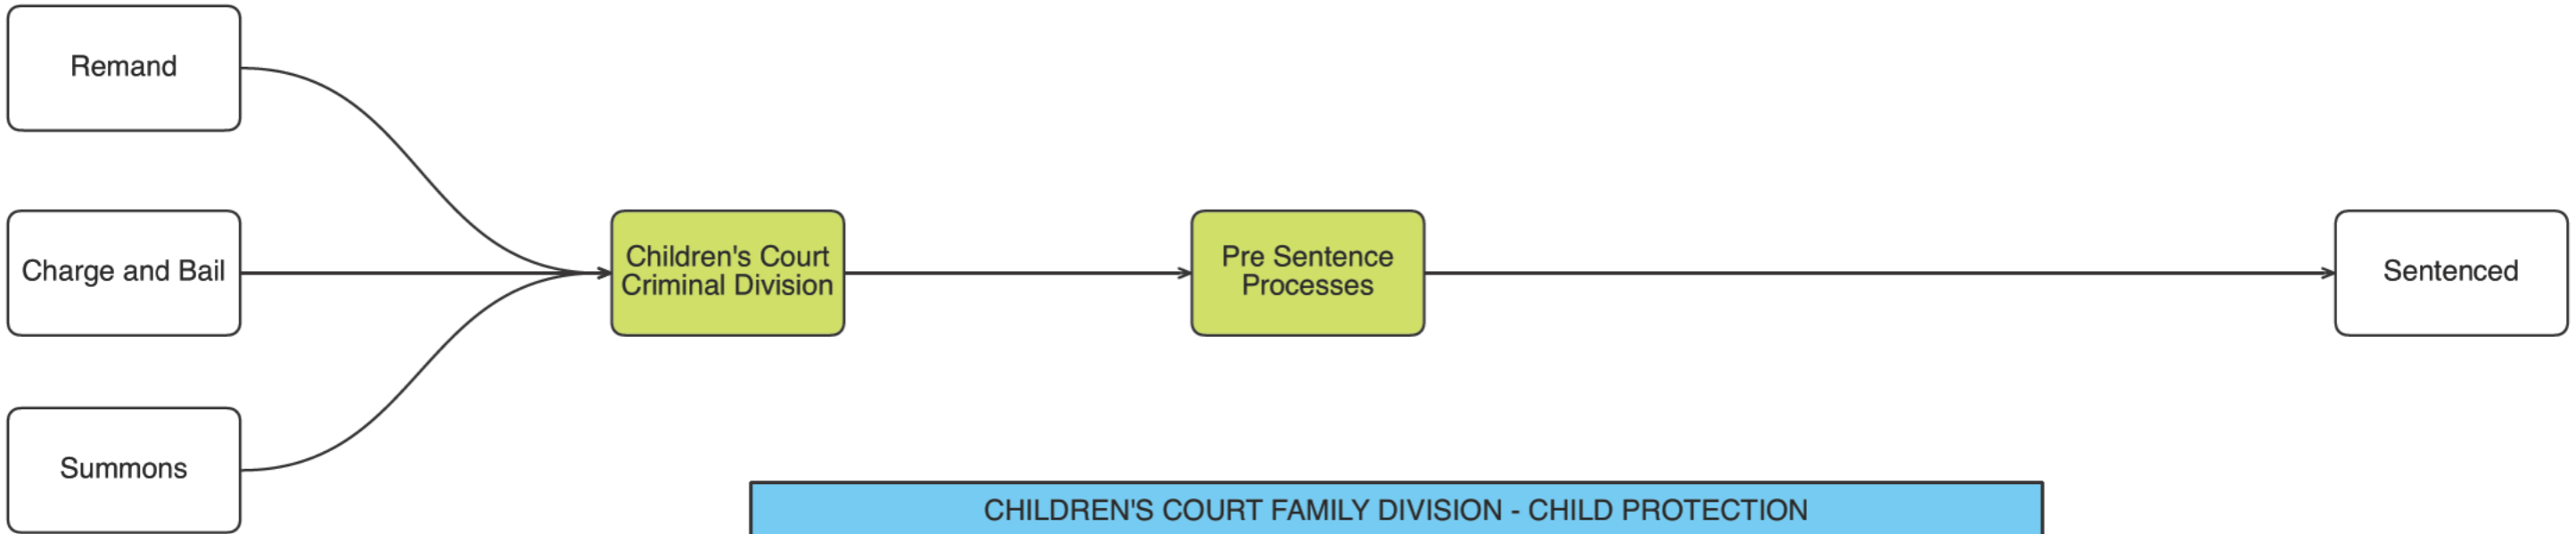 Remand
Charge and Bail
Summons
Children's Court
Criminal Division
Pre Sentence
Processes
Sentenced
CHILDREN'S COURT FAMILY DIVISION - CHILD PROTECTION